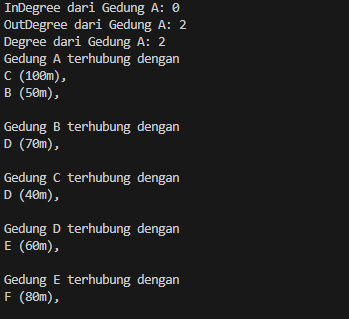 InDegree dari Gedung A: 0
OutDegree dari Gedung A: 2
Degree dari Gedung A: 2
Gedung A terhubung dengan
C (100m),
B (50m),
Gedung B terhubung dengan
D (70m),
Gedung C terhubung dengan
D (40m),
Gedung D terhubung dengan
E (60m),
Gedung E terhubung dengan
F (80m),